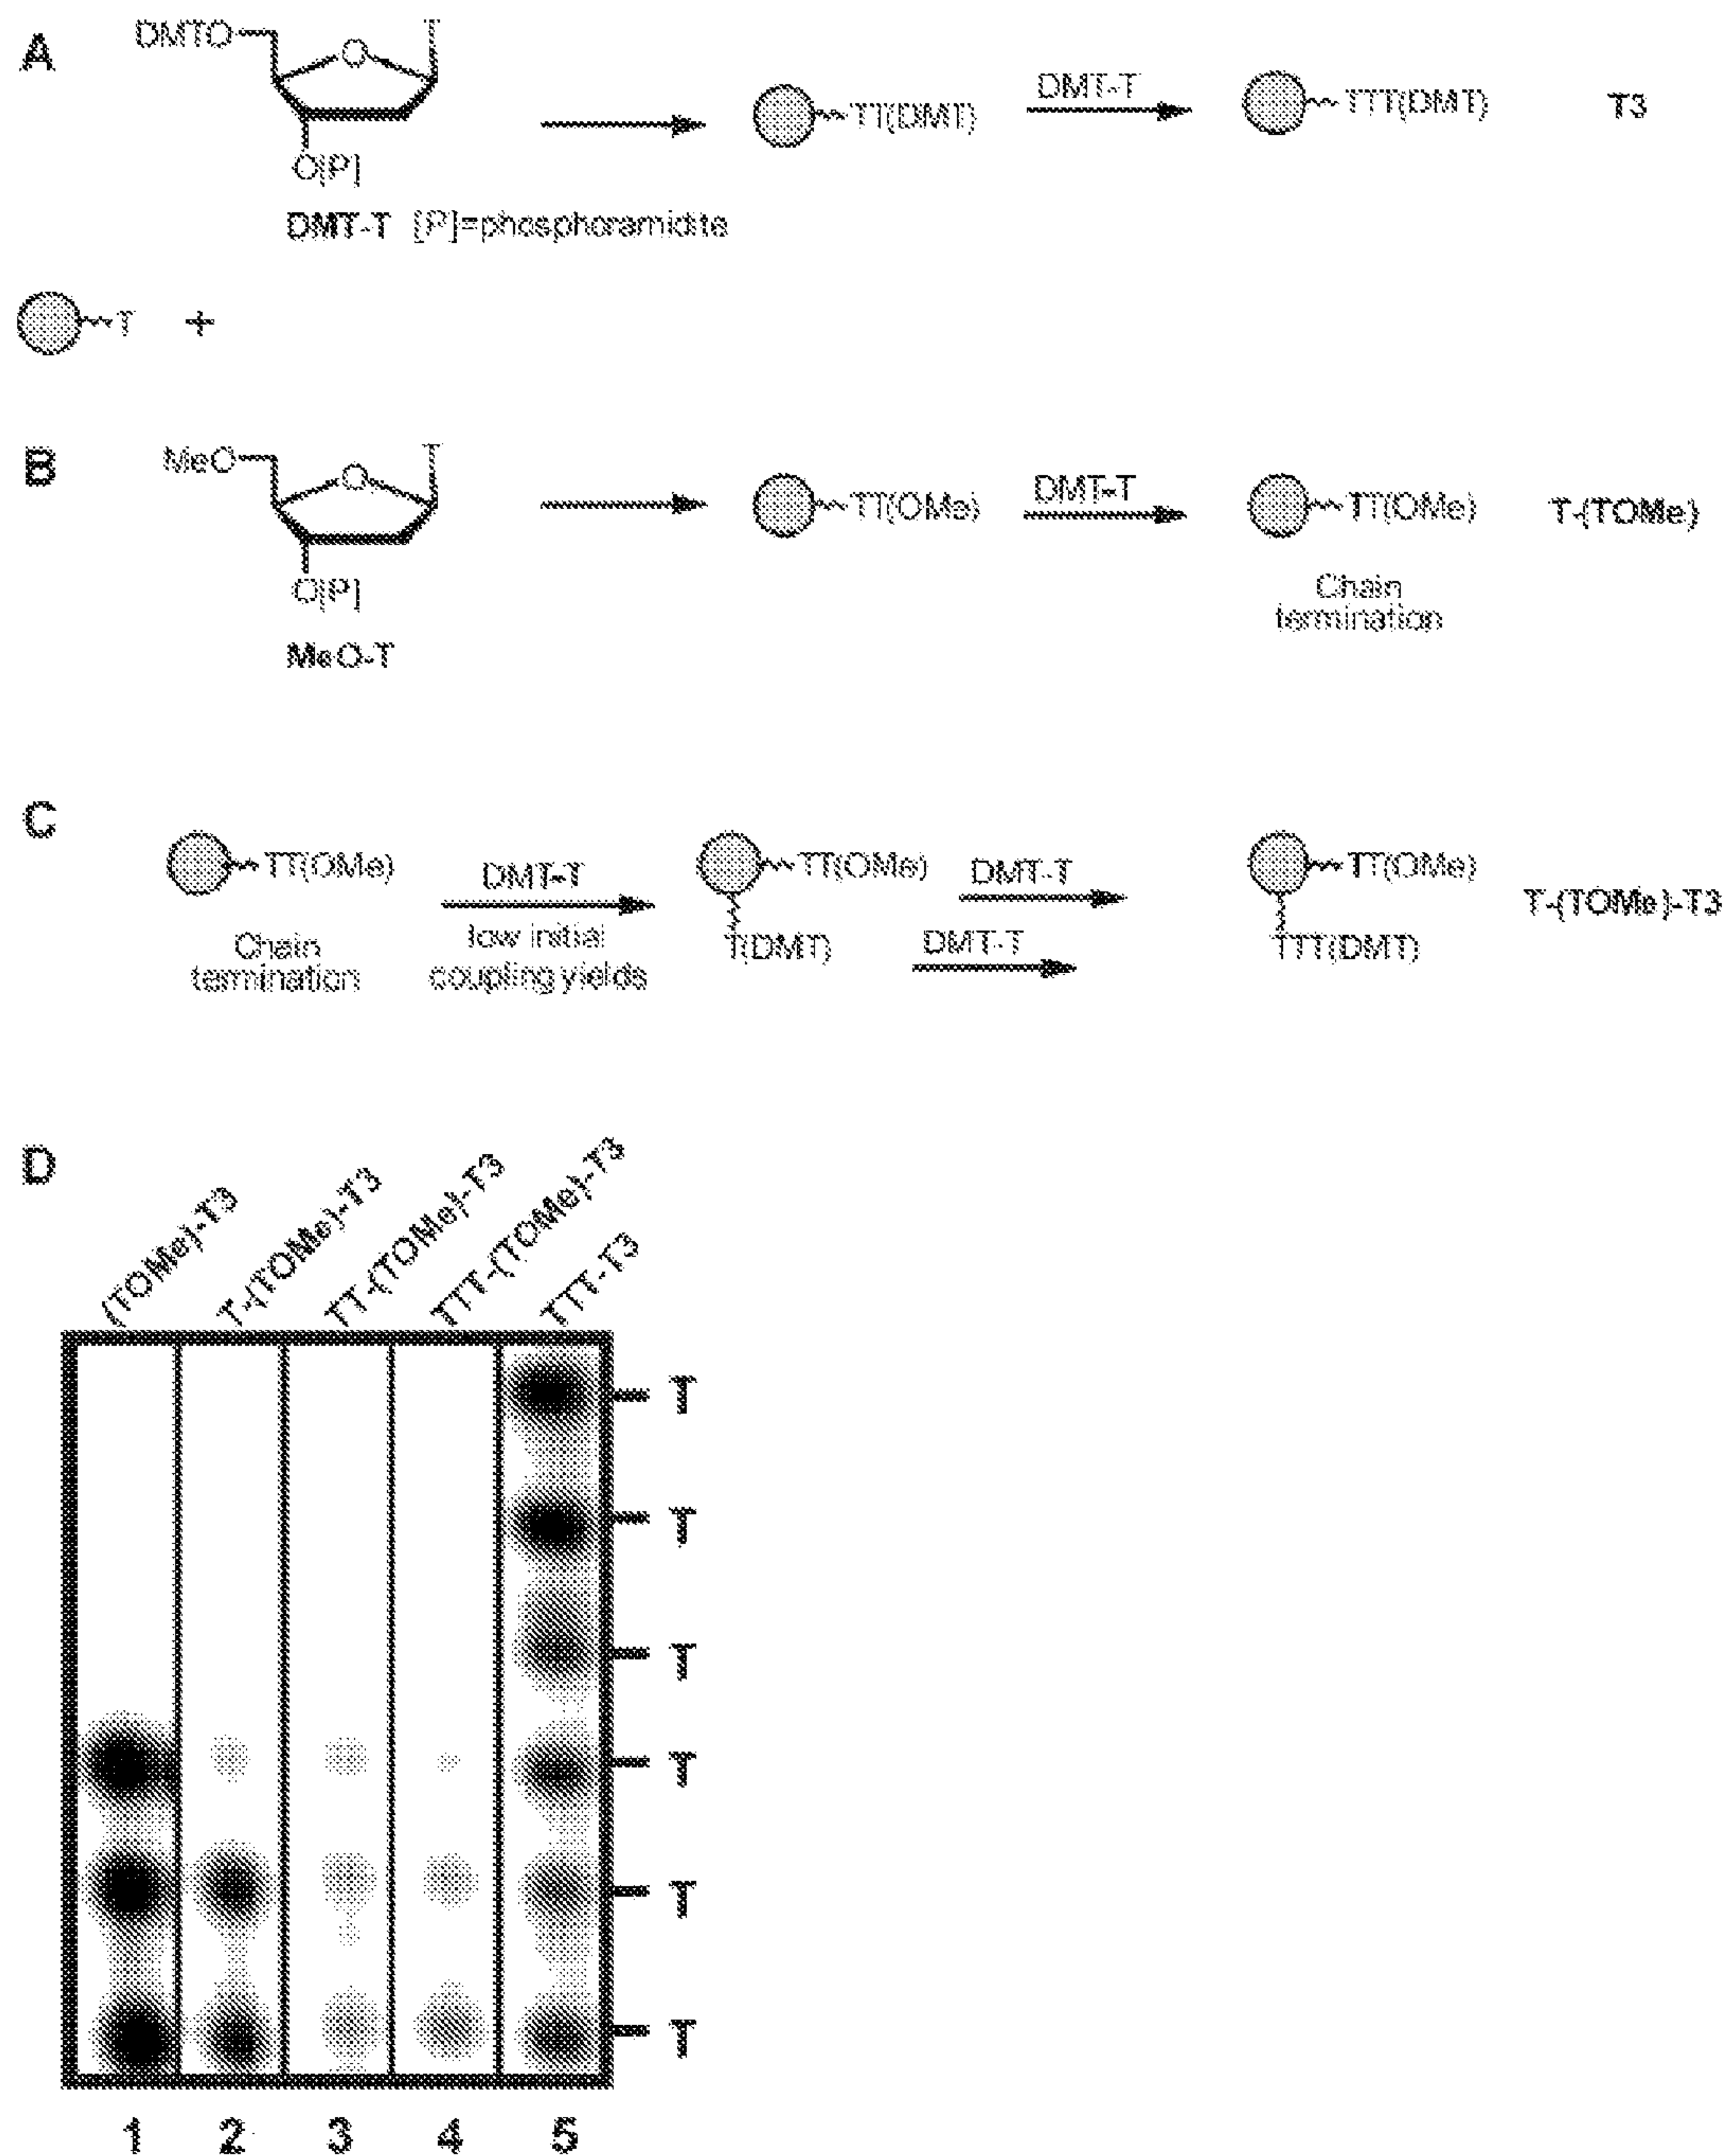 A
DMTO
T
O
O[P]
DMT-T [P]=phosphoramidite
TT(DMT)
DMT-T
TTT(DMT)
T3
T +
B
MeO
T
O
O[P]
MeO-T
TT(OMe)
DMT-T
TT(OMe)
Chain
termination
T-(TOMe)
C
TT(OMe)
Chain
termination
DMT-T
low initial
coupling yields
TT(OMe)
T(DMT)
DMT-T
DMT-T
TT(OMe)
TTT(DMT)
T-(TOMe)-T3
D
(TOMe)-T3
T-(TOMe)-T3
TT-(TOMe)-T3
TTT-(TOMe)-T3
TTT-T3
T
T
T
T
T
T
1 2 3 4 5